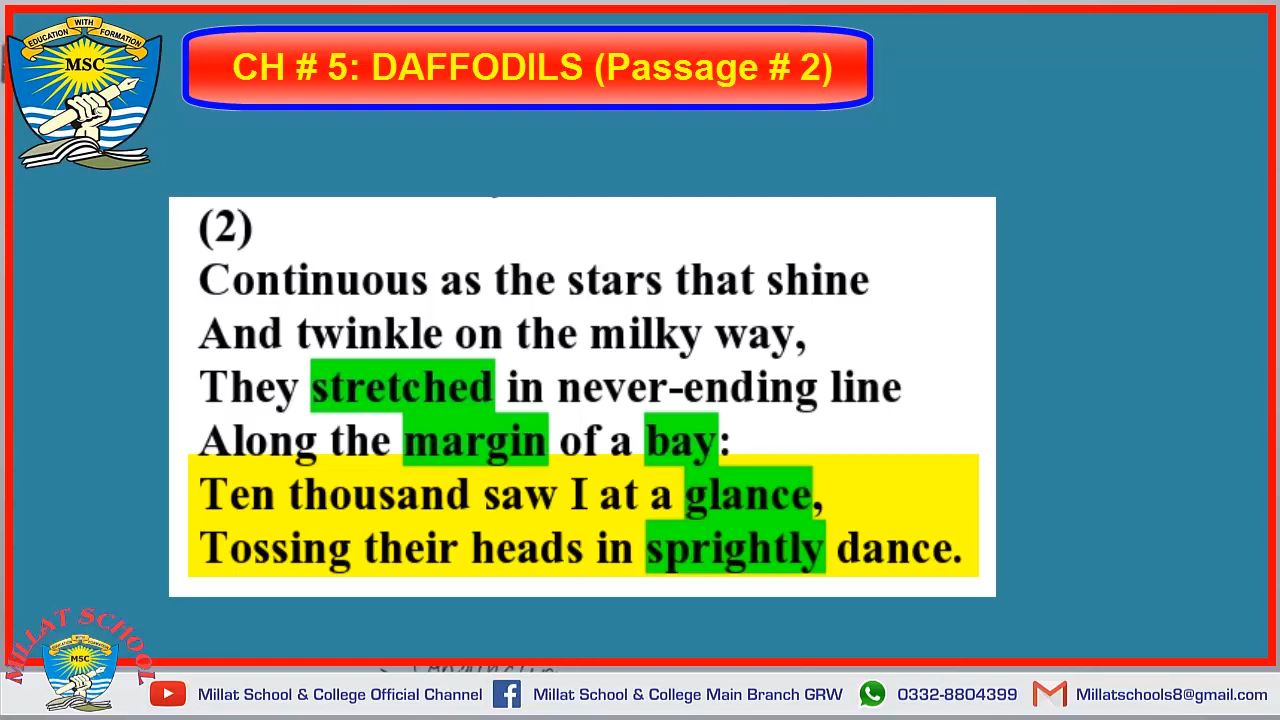 EDUCATION WITH FORMATION
MSC
CH # 5: DAFFODILS (Passage # 2)
(2)
Continuous as the stars that shine
And twinkle on the milky way,
They stretched in never-ending line
Along the margin of a bay:
Ten thousand saw I at a glance,
Tossing their heads in sprightly dance.
MILLAT SCHOOL
MSC
Millat School & College Official Channel
Millat School & College Main Branch GRW
0332-8804399
Millatschools8@gmail.com